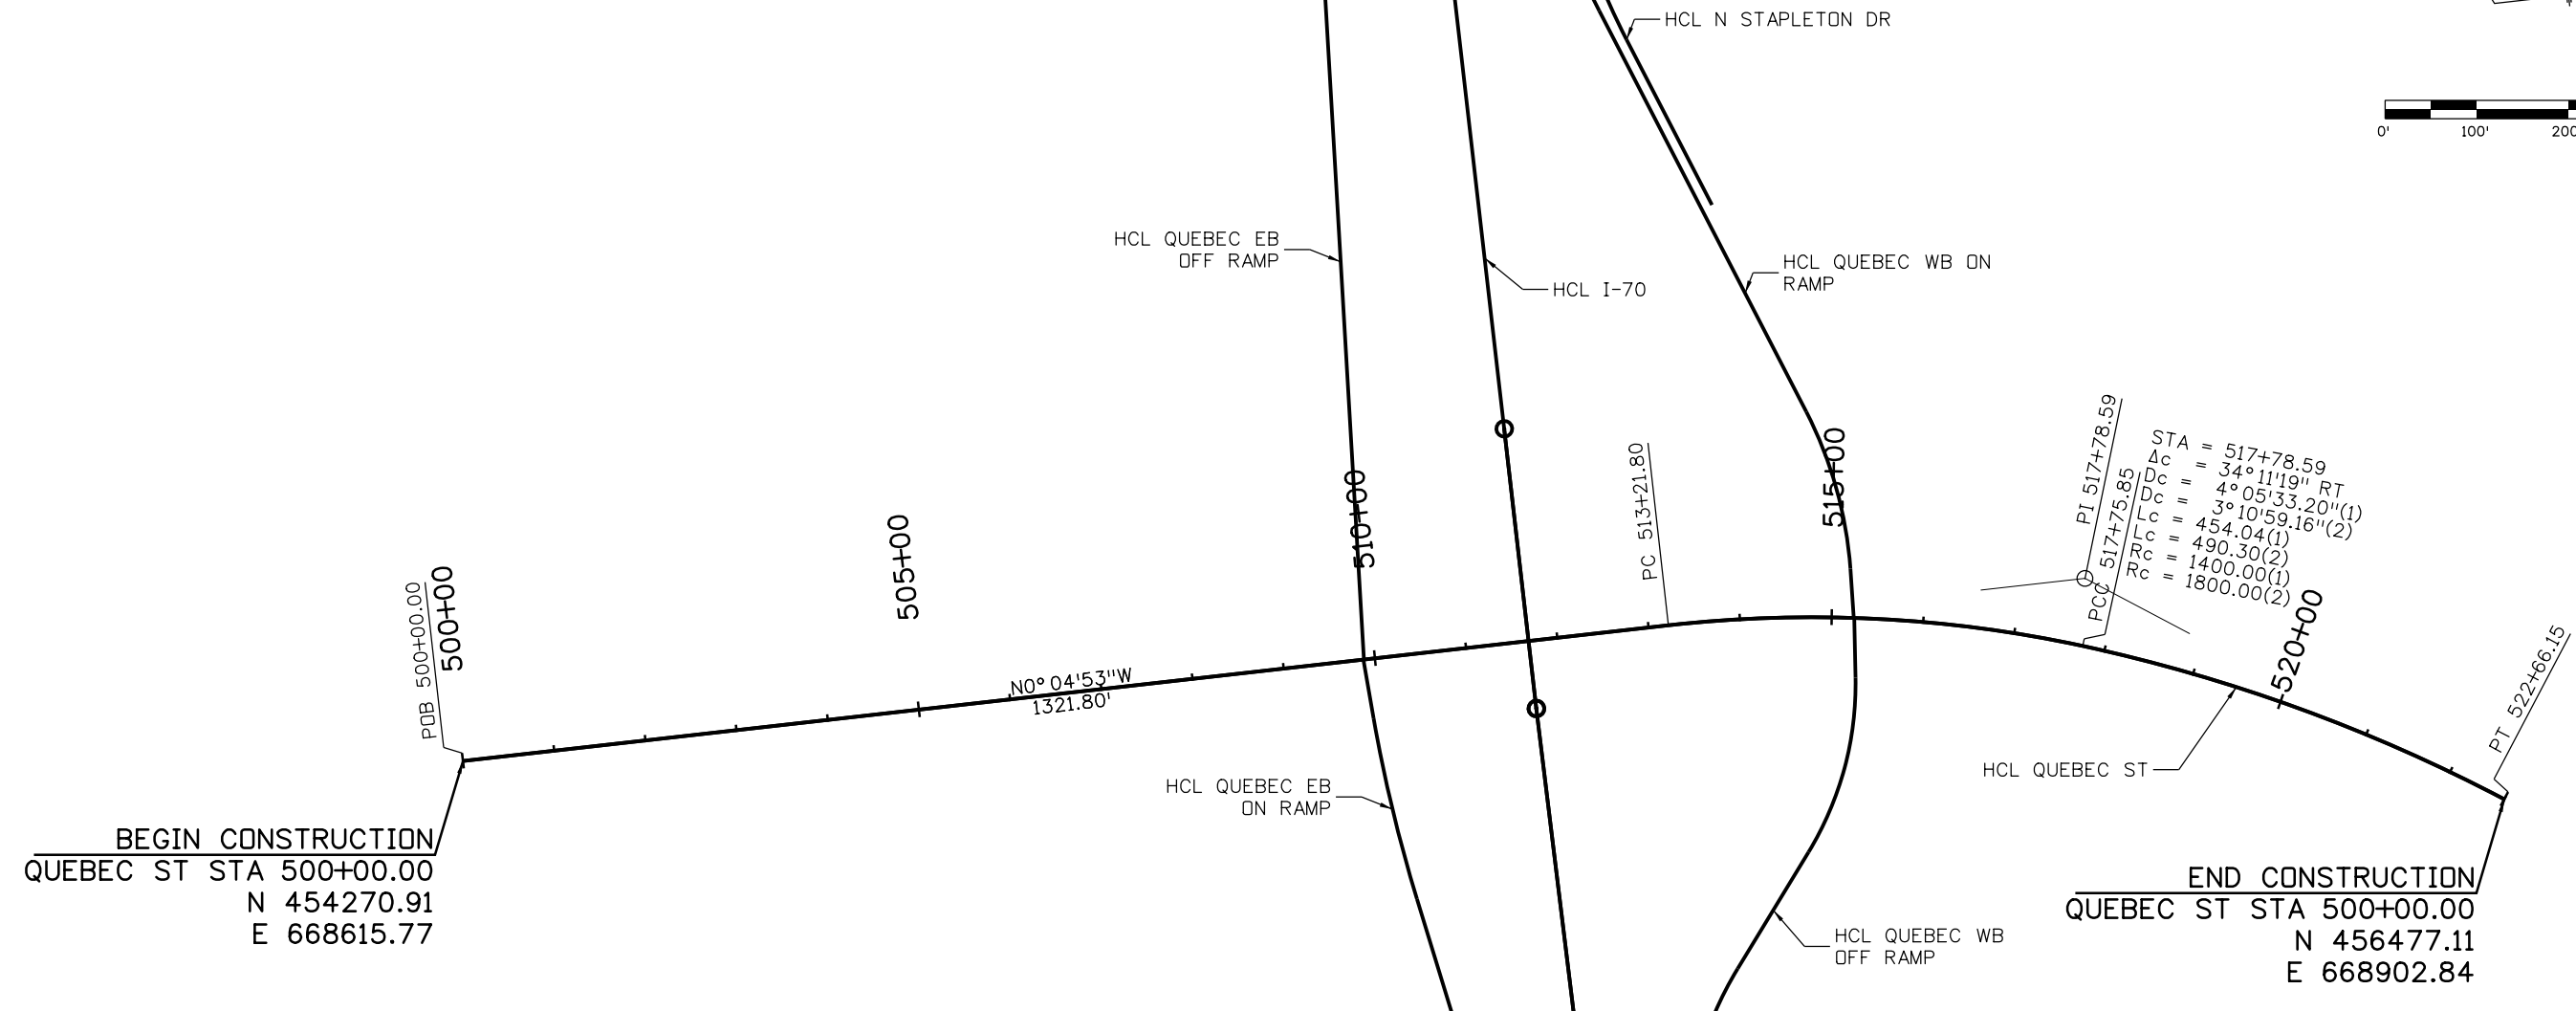 HCL N STAPLETON DR
0' 100'
HCL QUEBEC EB
OFF RAMP
HCL I-70
HCL QUEBEC WB ON
RAMP
POB 500+00.00
500+00
505+00
510+00
PC 513+21.80
515+00
PI 517+78.59
PCC 517+75.85
STA = 517+78.59
Δc = 34°11'19" RT
Dc = 4°05'33.20"(1)
Dc = 3°10'59.16"(2)
Lc = 454.04(1)
Lc = 490.30(2)
Rc = 1400.00(1)
Rc = 1800.00(2)
520+00
PT 522+66.15
N0°04'53"W
1321.80'
HCL QUEBEC ST
HCL QUEBEC EB
ON RAMP
BEGIN CONSTRUCTION
QUEBEC ST STA 500+00.00
N 454270.91
E 668615.77
END CONSTRUCTION
QUEBEC ST STA 500+00.00
N 456477.11
E 668902.84
HCL QUEBEC WB
OFF RAMP